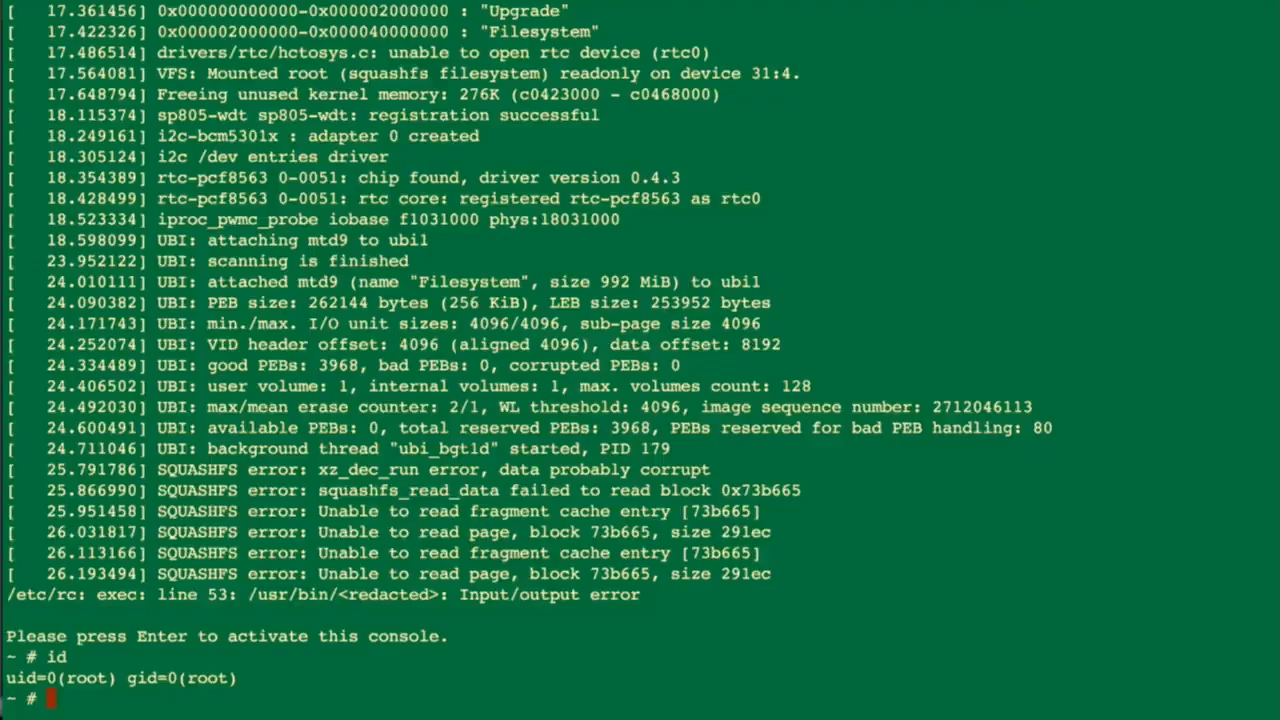 [   17.361456] 0x000000000000-0x000002000000 : "Upgrade"
[   17.422326] 0x000002000000-0x000040000000 : "Filesystem"
[   17.486514] drivers/rtc/hctosys.c: unable to open rtc device (rtc0)
[   17.564081] VFS: Mounted root (squashfs filesystem) readonly on device 31:4.
[   17.648794] Freeing unused kernel memory: 276K (c0423000 - c0468000)
[   18.115374] sp805-wdt sp805-wdt: registration successful
[   18.249161] i2c-bcm5301x : adapter 0 created
[   18.305124] i2c /dev entries driver
[   18.354389] rtc-pcf8563 0-0051: chip found, driver version 0.4.3
[   18.428499] rtc-pcf8563 0-0051: rtc core: registered rtc-pcf8563 as rtc0
[   18.523334] iproc_pwmc_probe iobase f1031000 phys:18031000
[   18.598099] UBI: attaching mtd9 to ubi1
[   23.952122] UBI: scanning is finished
[   24.010111] UBI: attached mtd9 (name "Filesystem", size 992 MiB) to ubi1
[   24.090382] UBI: PEB size: 262144 bytes (256 KiB), LEB size: 253952 bytes
[   24.171743] UBI: min./max. I/O unit sizes: 4096/4096, sub-page size 4096
[   24.252074] UBI: VID header offset: 4096 (aligned 4096), data offset: 8192
[   24.334489] UBI: good PEBs: 3968, bad PEBs: 0, corrupted PEBs: 0
[   24.406502] UBI: user volume: 1, internal volumes: 1, max. volumes count: 128
[   24.492030] UBI: max/mean erase counter: 2/1, WL threshold: 4096, image sequence number: 2712046113
[   24.600491] UBI: available PEBs: 0, total reserved PEBs: 3968, PEBs reserved for bad PEB handling: 80
[   24.711046] UBI: background thread "ubi_bgt1d" started, PID 179
[   25.791786] SQUASHFS error: xz_dec_run error, data probably corrupt
[   25.866990] SQUASHFS error: squashfs_read_data failed to read block 0x73b665
[   25.951458] SQUASHFS error: Unable to read fragment cache entry [73b665]
[   26.031817] SQUASHFS error: Unable to read page, block 73b665, size 291ec
[   26.113166] SQUASHFS error: Unable to read fragment cache entry [73b665]
[   26.193494] SQUASHFS error: Unable to read page, block 73b665, size 291ec
/etc/rc: exec: line 53: /usr/bin/<redacted>: Input/output error
Please press Enter to activate this console.
~ # id
uid=0(root) gid=0(root)
~ #